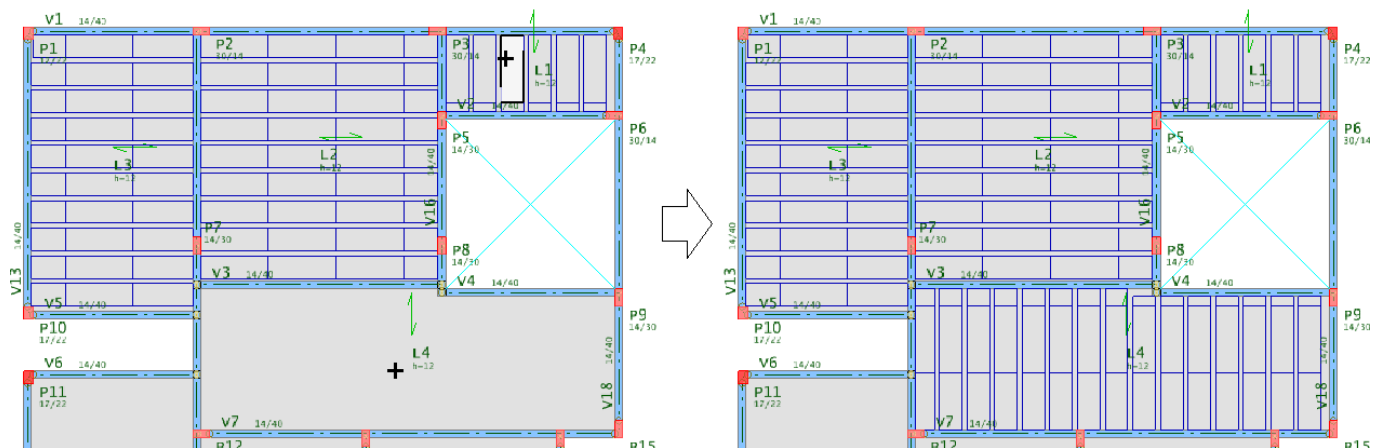 V1 14/40
P1
P2
30/14
P3
30/14
P4
17/22
L1
h=12
V2 14/40
P5
14/30
P6
30/14
L3
h=12
L2
h=12
14/40
V16
14/40
V13
P7
14/30
P8
14/30
V3 14/40
V4 14/40
V5 14/40
P10
17/22
P9
14/30
V6 14/40
L4
h=12
14/40
V18
P11
17/22
V7 14/40
P12
P15
V1 14/40
P1
P2
30/14
P3
30/14
P4
17/22
L1
h=12
V2 14/40
P5
14/30
P6
30/14
L3
h=12
L2
h=12
14/40
V16
14/40
V13
P7
14/30
P8
14/30
V3 14/40
V4 14/40
V5 14/40
P10
17/22
P9
14/30
V6 14/40
L4
h=12
14/40
V18
P11
17/22
V7 14/40
P12
P15